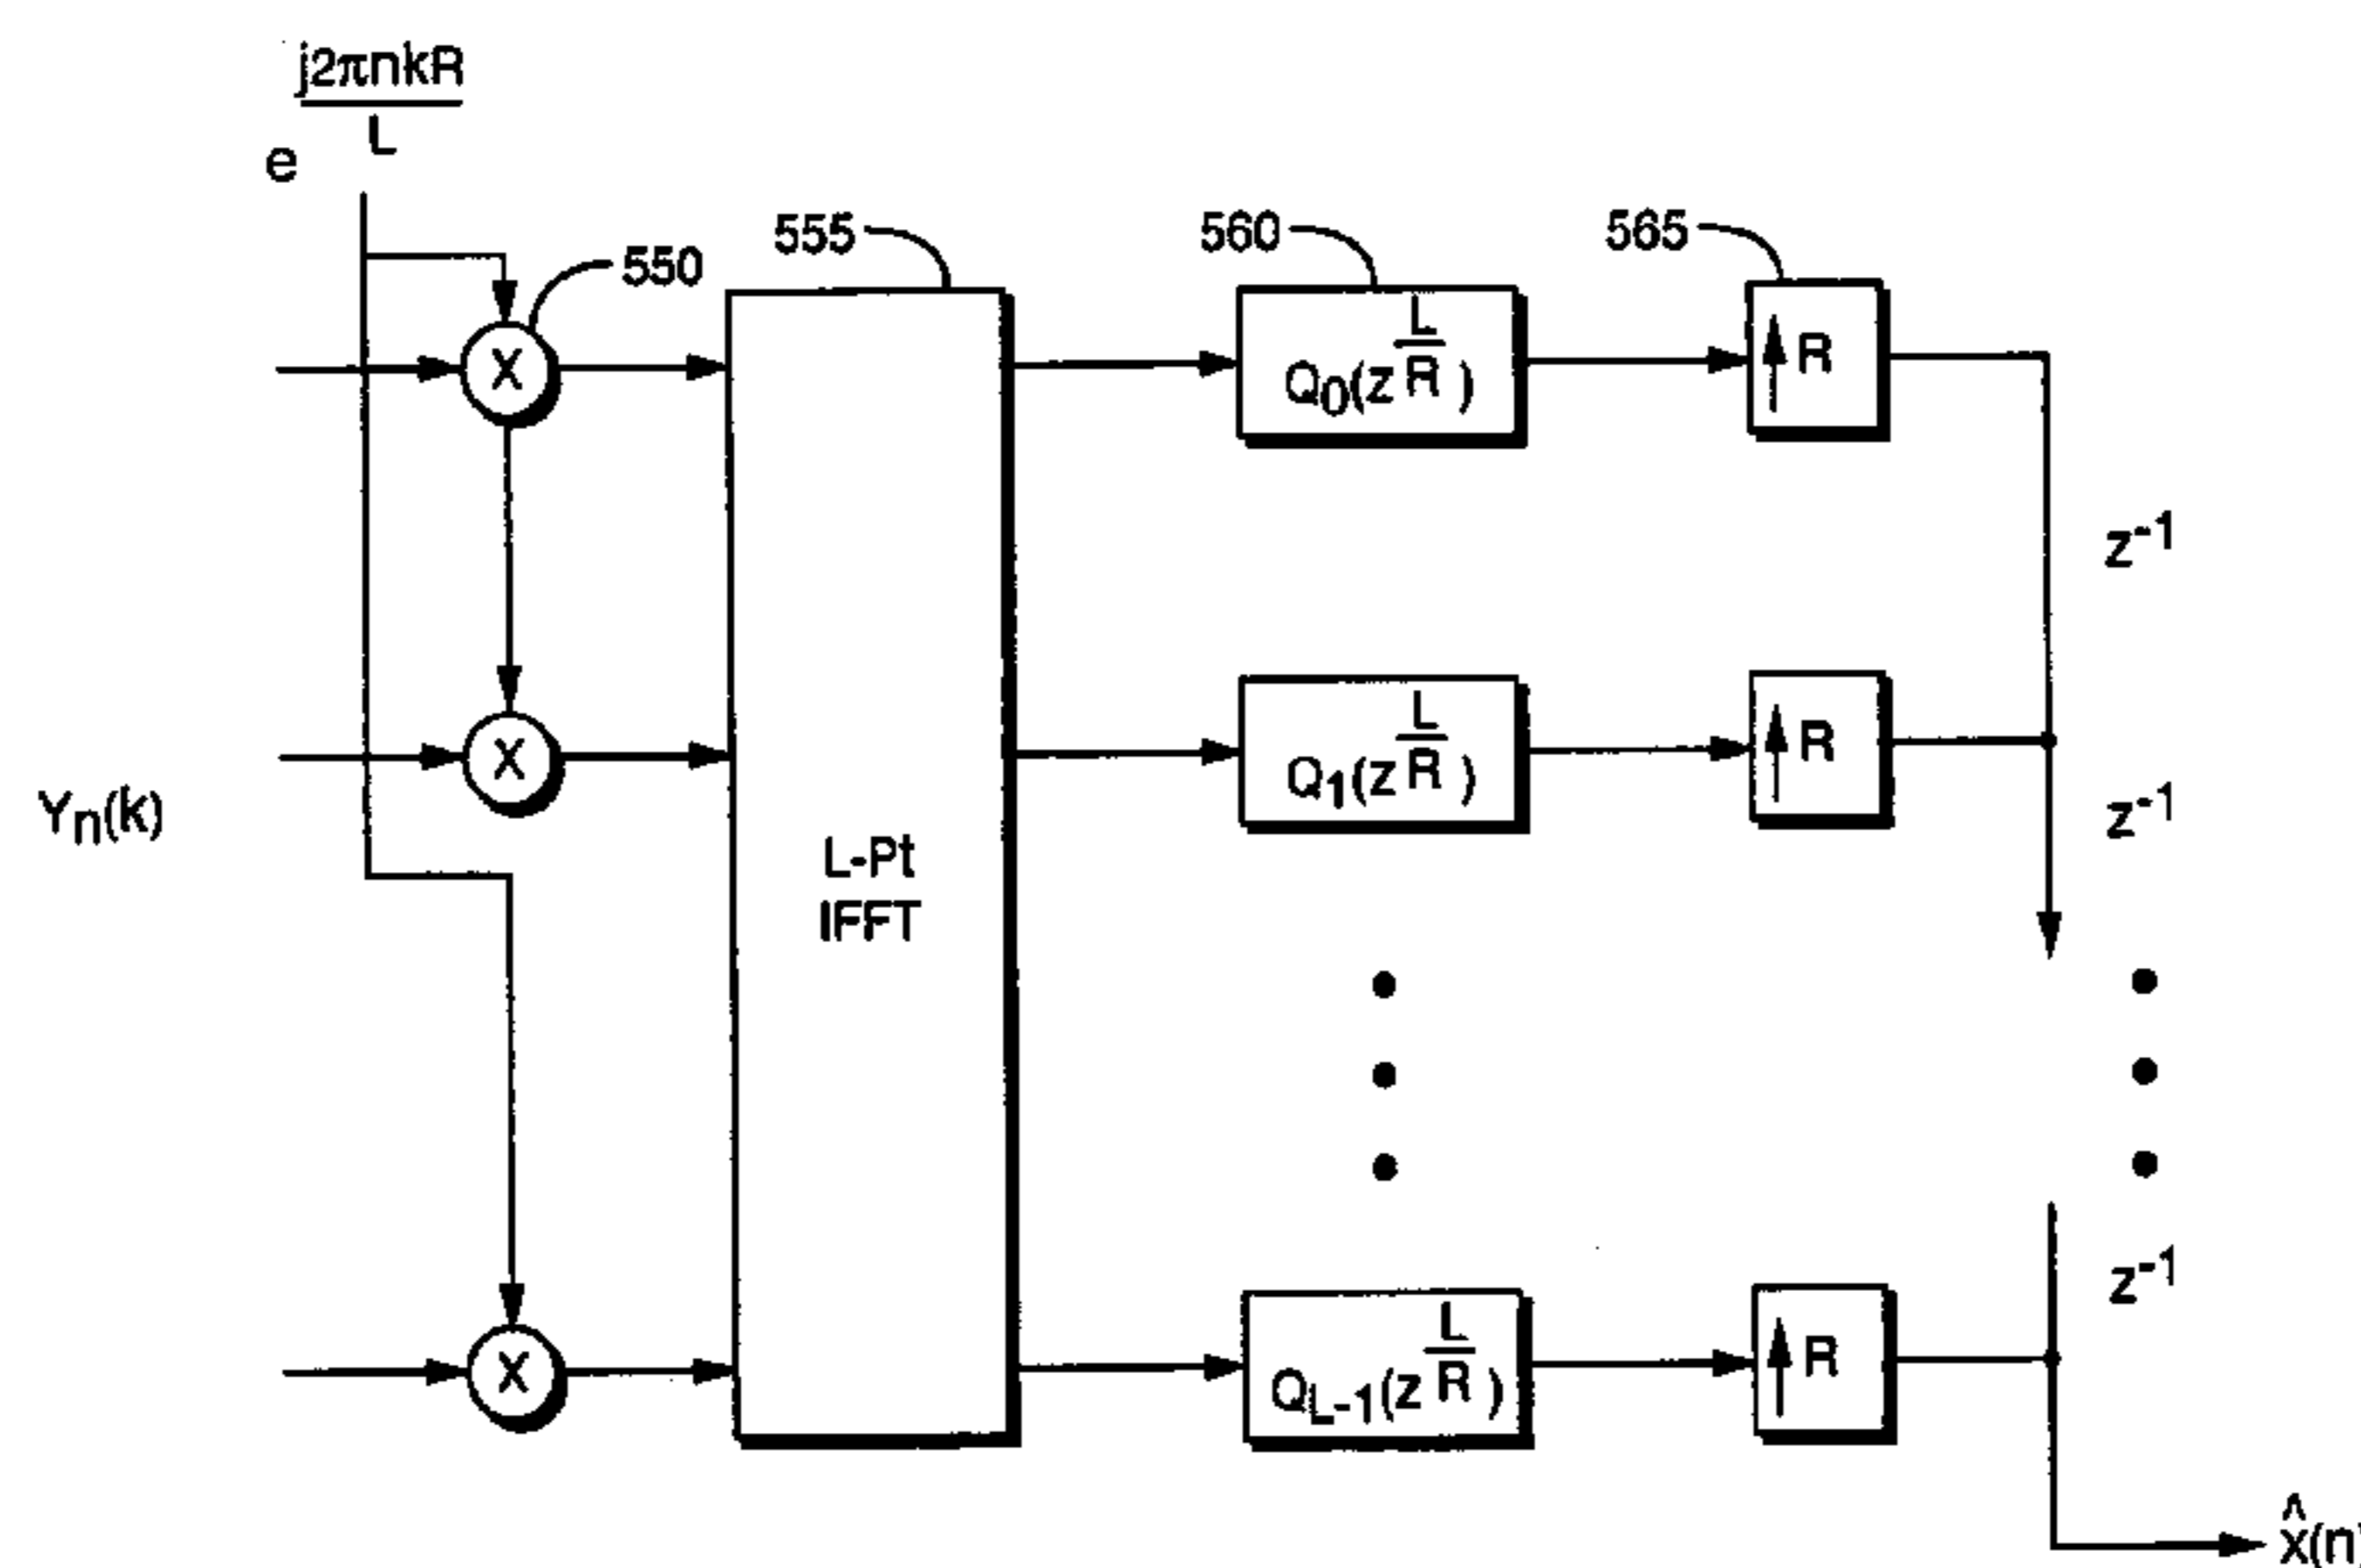 j2πnkR
L
e
550
555
560
565
X
Q0(z L/R )
↑ R
z-1
X
Q1(z L/R )
↑ R
Yn(k)
z-1
L-Pt
IFFT
z-1
X
QL-1(z L/R )
↑ R
x̂(n)